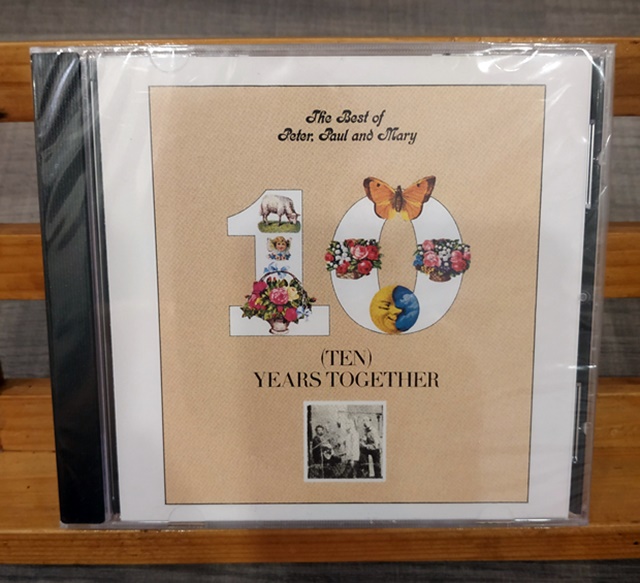 The Best of
Peter, Paul and Mary
10
(TEN)
YEARS TOGETHER